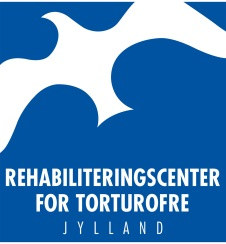 REHABILITERINGSCENTER
FOR TORTUROFRE
JYLLAND